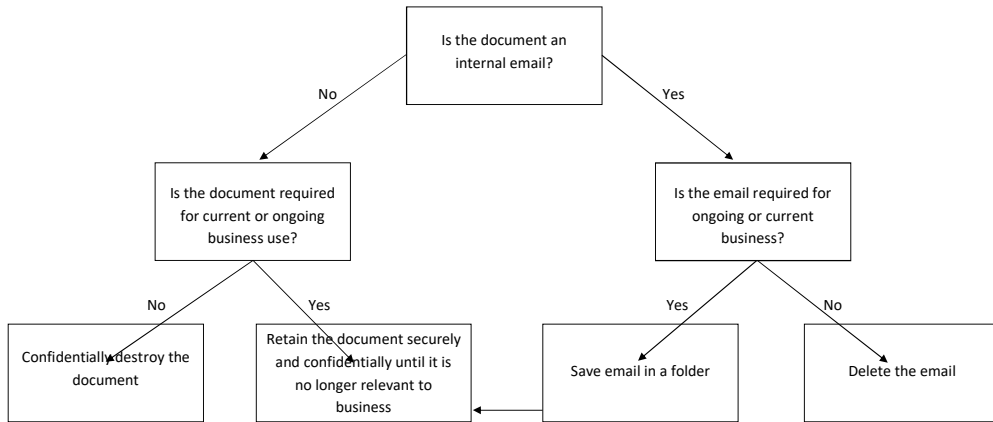 Is the document an
internal email?
No
Yes
Is the document required
for current or ongoing
business use?
Is the email required for
ongoing or current
business?
No
Yes
Yes
No
Confidentially destroy the
document
Retain the document securely
and confidentially until it is
no longer relevant to
business
Save email in a folder
Delete the email